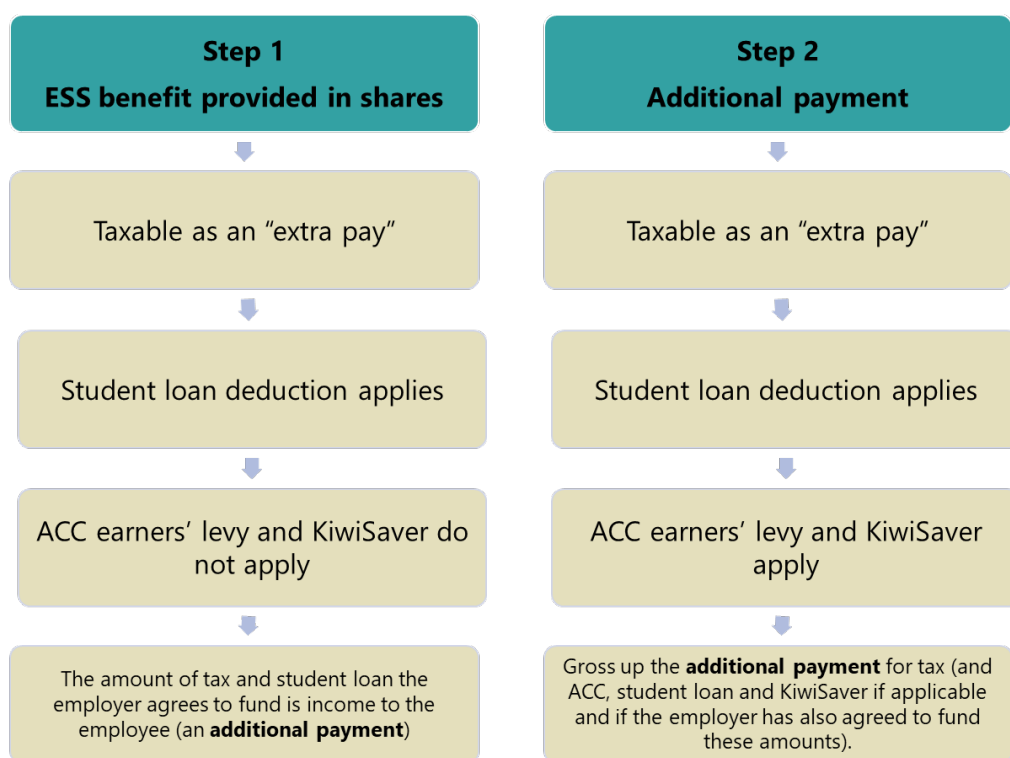 Step 1
ESS benefit provided in shares
Taxable as an “extra pay”
Student loan deduction applies
ACC earners’ levy and KiwiSaver do
not apply
The amount of tax and student loan the
employer agrees to fund is income to the
employee (an additional payment)
Step 2
Additional payment
Taxable as an “extra pay”
Student loan deduction applies
ACC earners’ levy and KiwiSaver
apply
Gross up the additional payment for tax (and
ACC, student loan and KiwiSaver if applicable
and if the employer has also agreed to fund
these amounts).